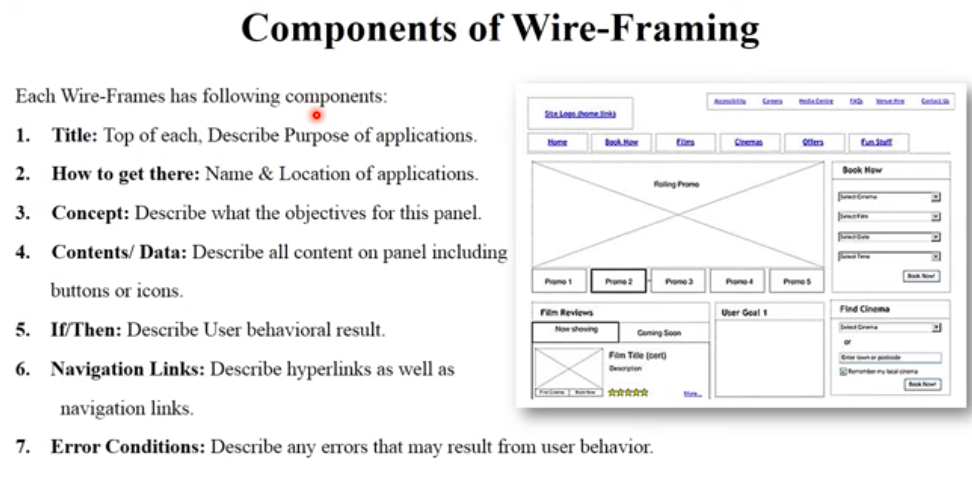 Components of Wire-Framing
Each Wire-Frames has following components:
1. Title: Top of each, Describe Purpose of applications.
2. How to get there: Name & Location of applications.
3. Concept: Describe what the objectives for this panel.
4. Contents/ Data: Describe all content on panel including
buttons or icons.
5. If/Then: Describe User behavioral result.
6. Navigation Links: Describe hyperlinks as well as
navigation links.
7. Error Conditions: Describe any errors that may result from user behavior.
Accessibility Careers Media Centre FAQs Venue Hire Contact Us
Site Logo (home link)
Home Book Now Films Cinemas Offers Fun Stuff
Rolling Promo
Promo 1 Promo 2 Promo 3 Promo 4 Promo 5
Book Now
Select Cinema
Select Film
Select Date
Select Time
Book Now!
Film Reviews
Now showing Coming Soon
Film Title (cert)
Description
Find Cinema Book Now
More...
User Goal 1
Find Cinema
Select Cinema
or
Enter town or postcode
Remember my local cinema
Book Now!